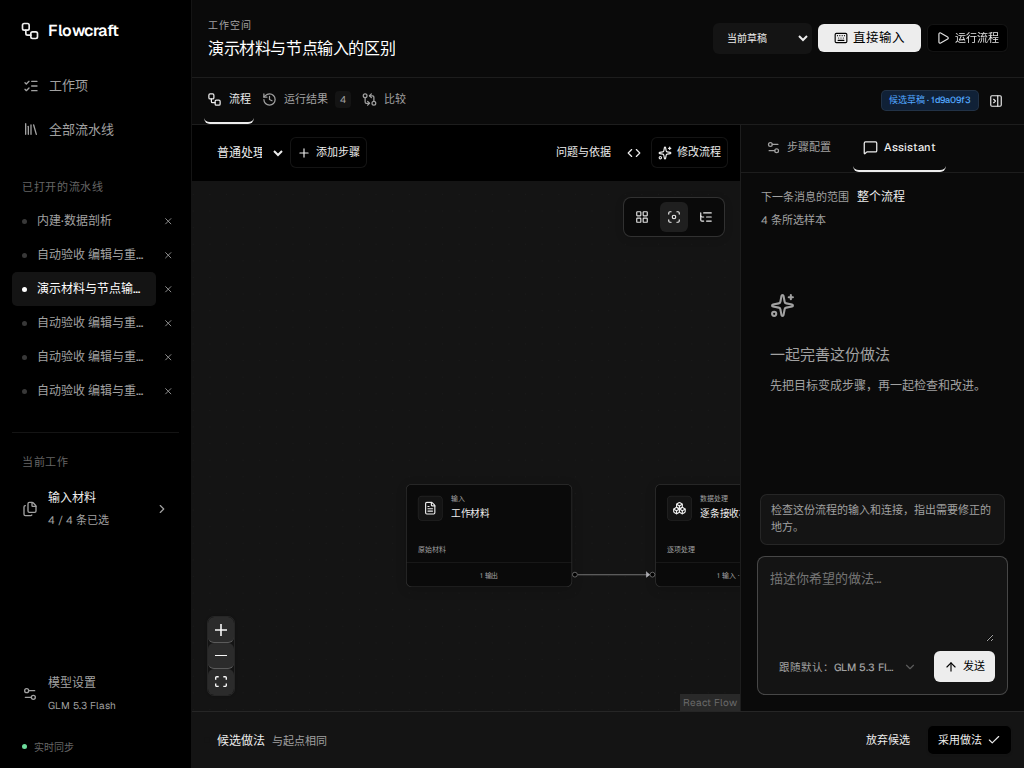 Flowcraft
工作项
全部流水线
已打开的流水线
内建·数据剖析
自动验收 编辑与重…
演示材料与节点输…
自动验收 编辑与重…
自动验收 编辑与重…
自动验收 编辑与重…
当前工作
输入材料
4 / 4 条已选
模型设置
GLM 5.3 Flash
实时同步
工作空间
演示材料与节点输入的区别
当前草稿
直接输入
运行流程
流程
运行结果 4
比较
候选草稿 · 1d9a09f3
普通处理
添加步骤
问题与依据
修改流程
输入
工作材料
原始材料
1 输出
数据处理
逐条接收
逐项处理
1 输入 ·
React Flow
步骤配置
Assistant
下一条消息的范围 整个流程
4 条所选样本
一起完善这份做法
先把目标变成步骤，再一起检查和改进。
检查这份流程的输入和连接，指出需要修正的
地方。
描述你希望的做法…
跟随默认：GLM 5.3 Fl…
发送
候选做法 与起点相同
放弃候选
采用做法